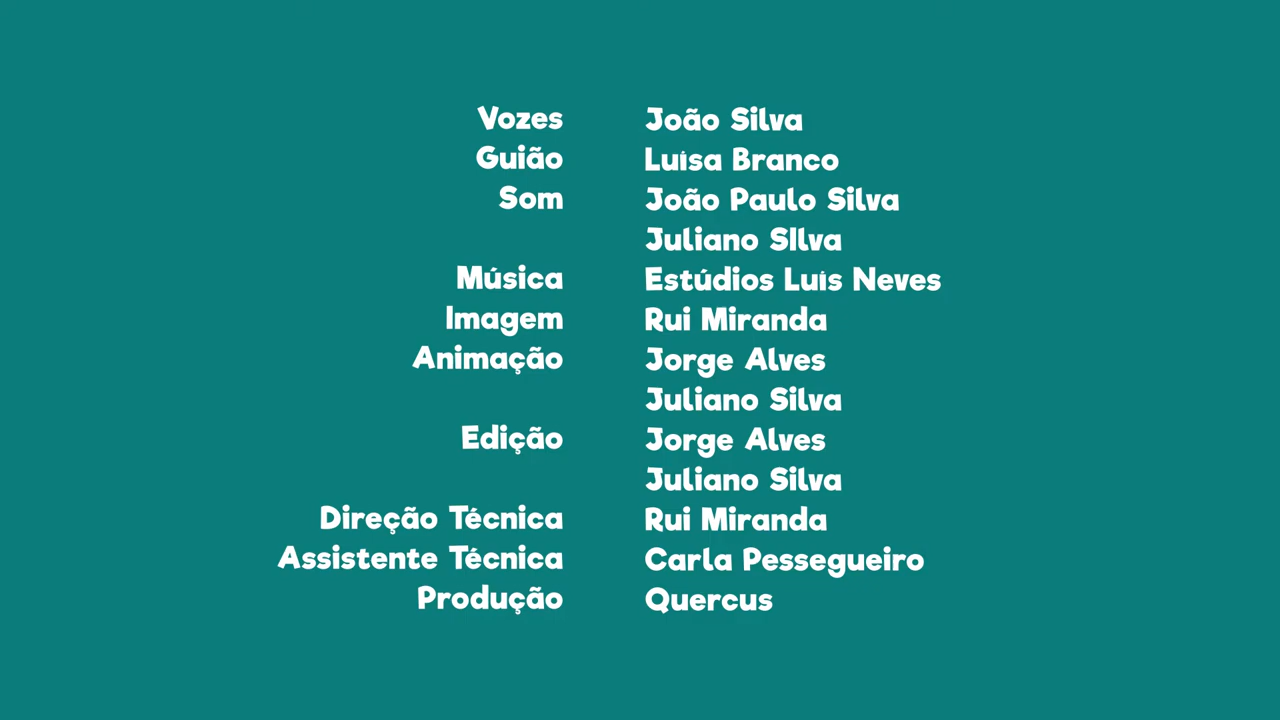 Vozes João Silva
Guião Luísa Branco
Som João Paulo Silva
Juliano SIlva
Música Estúdios Luís Neves
Imagem Rui Miranda
Animação Jorge Alves
Juliano Silva
Edição Jorge Alves
Juliano Silva
Direção Técnica Rui Miranda
Assistente Técnica Carla Pessegueiro
Produção Quercus